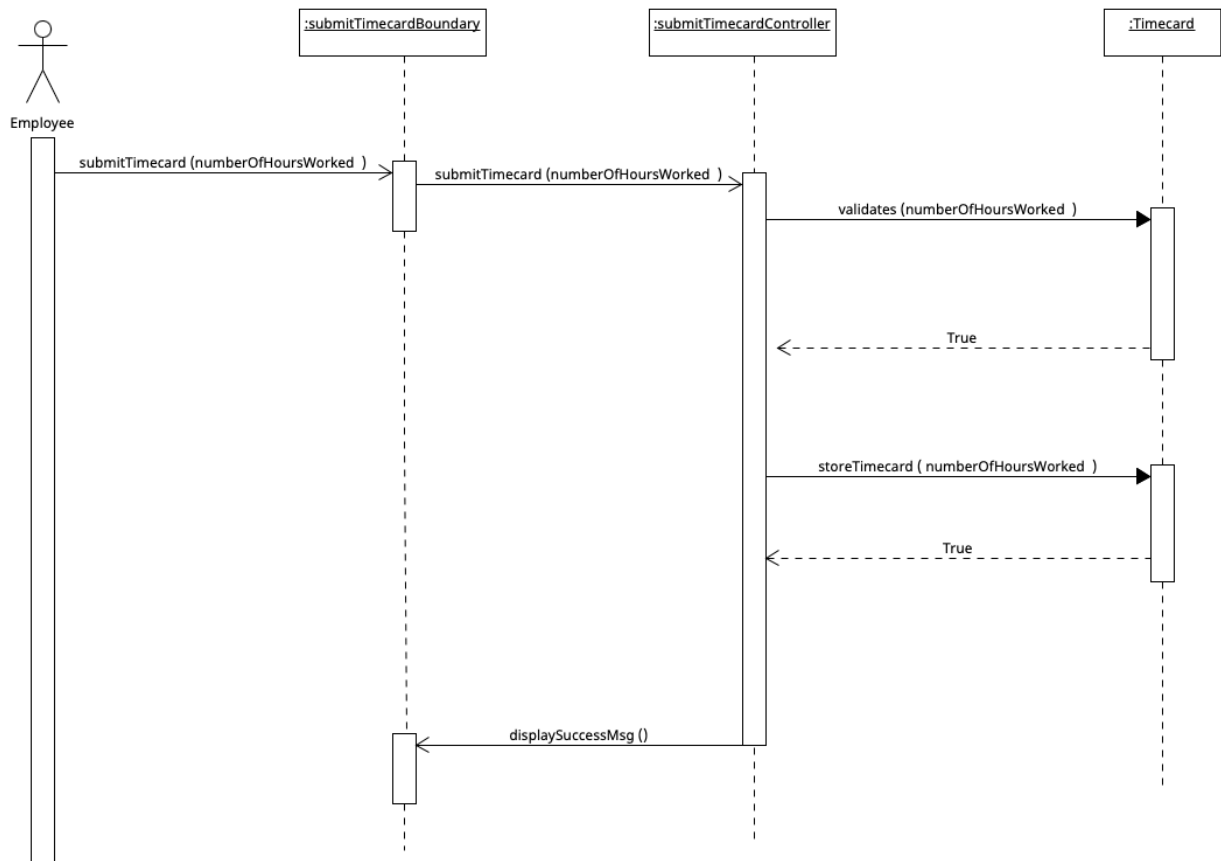 :submitTimecardBoundary
:submitTimecardController
:Timecard
Employee
submitTimecard (numberOfHoursWorked  )
submitTimecard (numberOfHoursWorked  )
validates (numberOfHoursWorked  )
True
storeTimecard ( numberOfHoursWorked  )
True
displaySuccessMsg ()